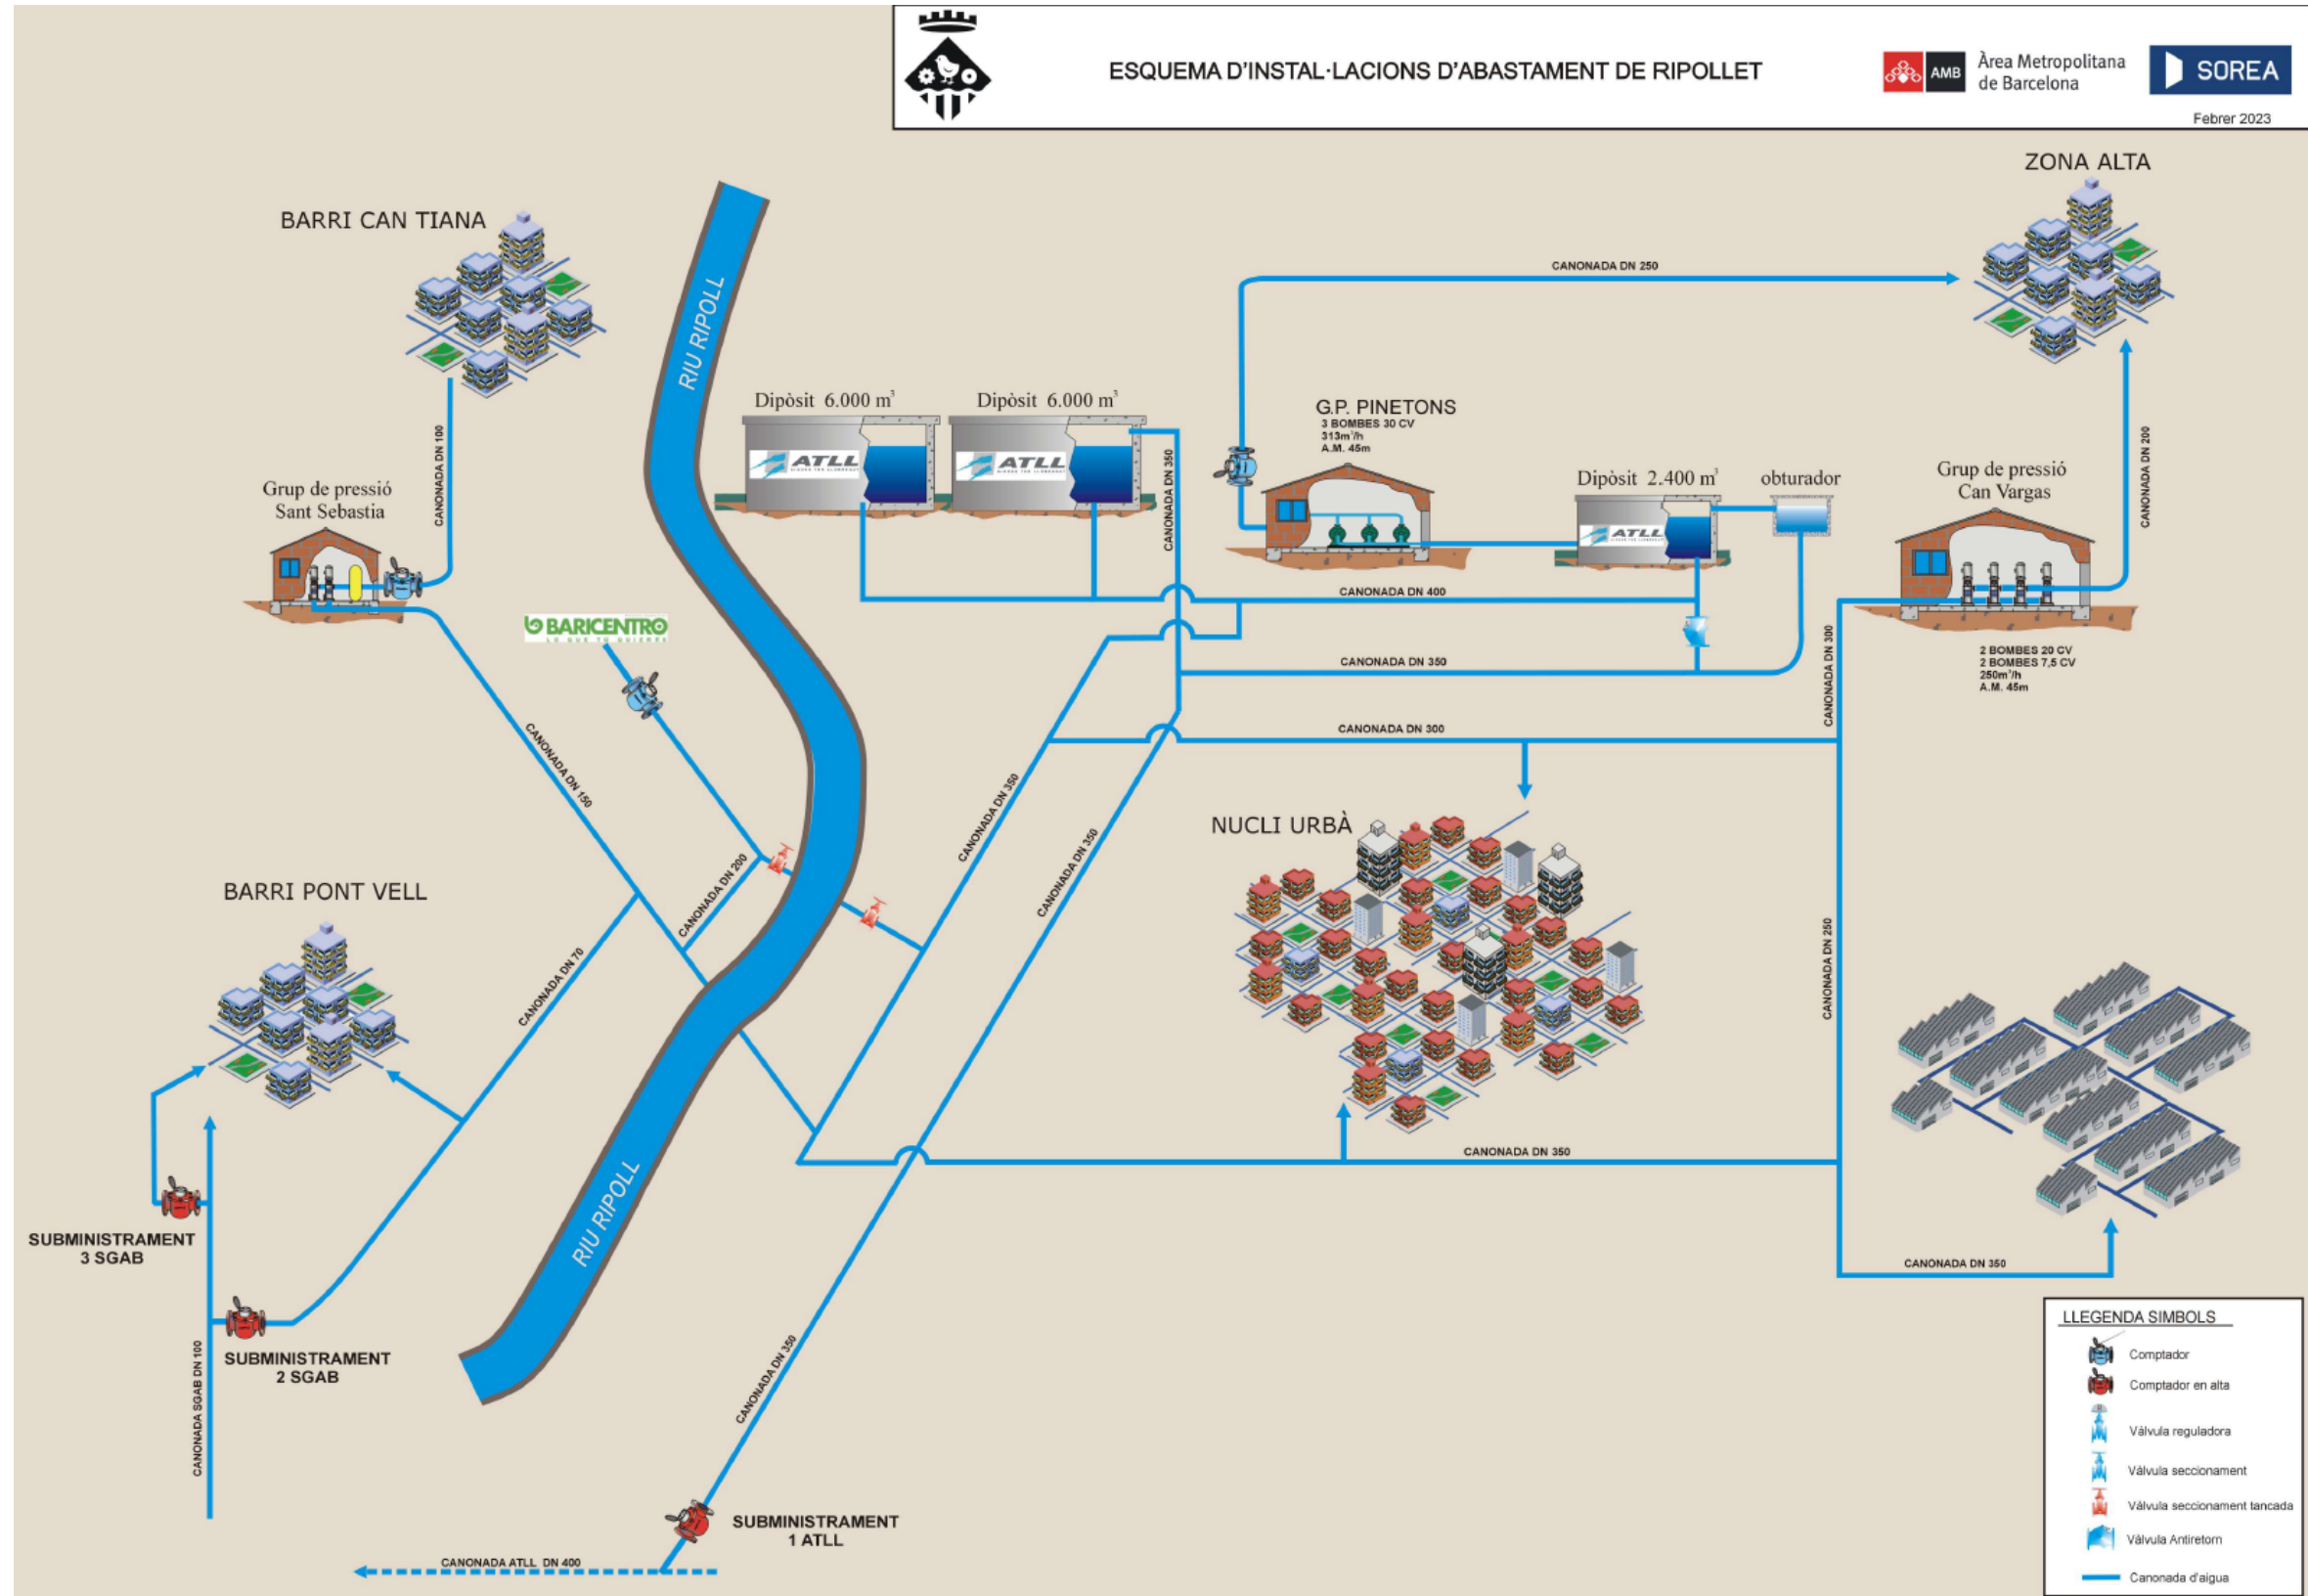 ESQUEMA D'INSTAL·LACIONS D'ABASTAMENT DE RIPOLLET
AMB
Àrea Metropolitana
de Barcelona
SOREA
Febrer 2023
ZONA ALTA
BARRI CAN TIANA
RIU RIPOLL
CANONADA DN 250
CANONADA DN 100
Dipòsit 6.000 m³
Dipòsit 6.000 m³
ATLL
ATLL
CANONADA DN 350
G.P. PINETONS
3 BOMBES 30 CV
313m³/h
A.M. 45m
Dipòsit 2.400 m³
ATLL
obturador
Grup de pressió
Can Vargas
CANONADA DN 200
Grup de pressió
Sant Sebastia
CANONADA DN 400
BARICENTRO
LO QUE TÚ QUIERES
CANONADA DN 350
CANONADA DN 300
2 BOMBES 20 CV
2 BOMBES 7,5 CV
250m³/h
A.M. 45m
CANONADA DN 300
CANONADA DN 150
CANONADA DN 350
CANONADA DN 350
CANONADA DN 200
NUCLI URBÀ
BARRI PONT VELL
CANONADA DN 70
CANONADA DN 250
CANONADA DN 350
RIU RIPOLL
SUBMINISTRAMENT
3 SGAB
CANONADA DN 350
SUBMINISTRAMENT
2 SGAB
CANONADA SGAB DN 100
CANONADA DN 350
SUBMINISTRAMENT
1 ATLL
CANONADA ATLL DN 400
LLEGENDA SIMBOLS
Comptador
Comptador en alta
Vàlvula reguladora
Vàlvula seccionament
Vàlvula seccionament tancada
Vàlvula Antiretorn
Canonada d'aigua